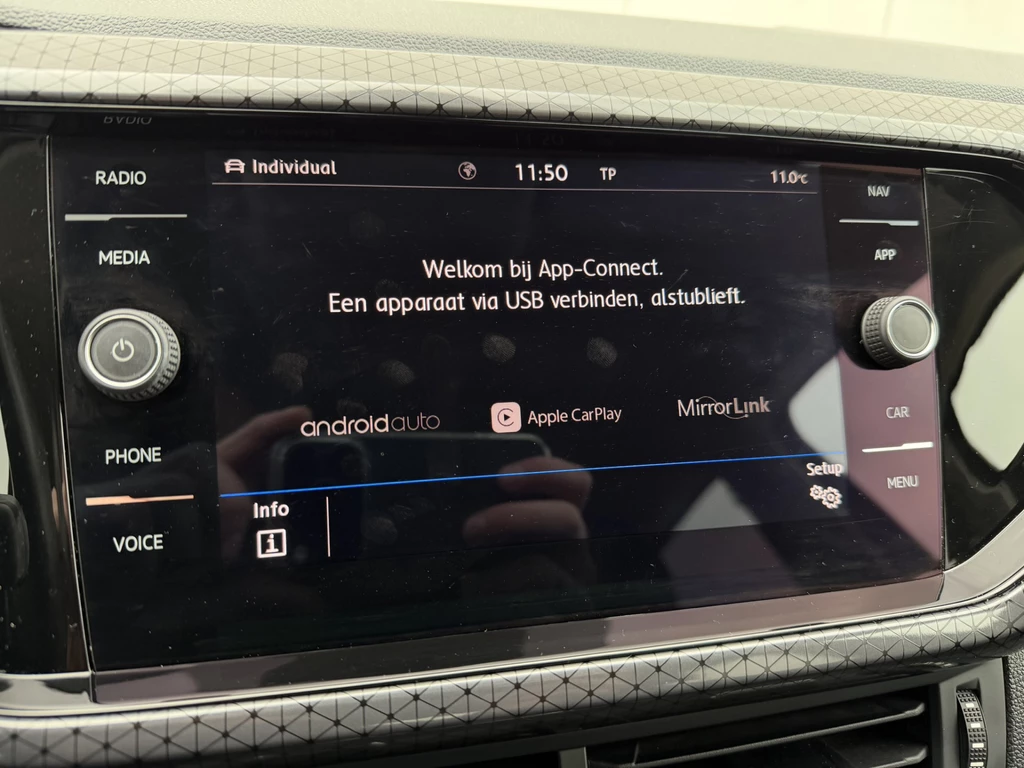 RADIO
MEDIA
PHONE
VOICE
Individual
11:50
TP
11.0°c
Welkom bij App-Connect.
Een apparaat via USB verbinden, alstublieft.
androidauto
Apple CarPlay
MirrorLink
Info
i
Setup
NAV
APP
CAR
MENU